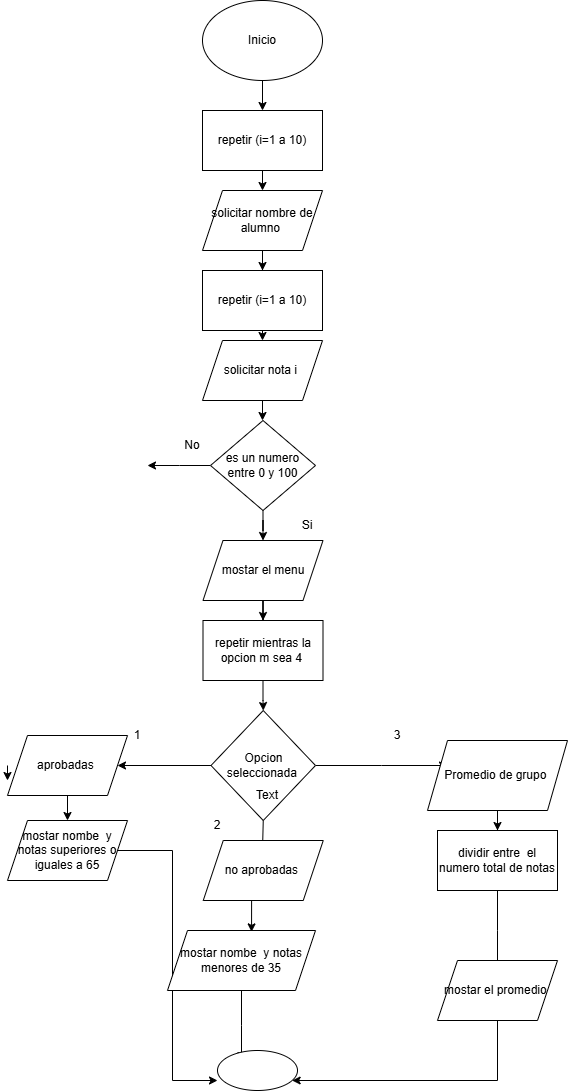 Inicio
repetir (i=1 a 10)
solicitar nombre de
alumno
repetir (i=1 a 10)
solicitar nota i
No
es un numero
entre 0 y 100
Si
mostar el menu
repetir mientras la
opcion m sea 4
1
3
aprobadas
Opcion
seleccionada
Text
Promedio de grupo
2
mostar nombe y
notas superiores o
iguales a 65
no aprobadas
dividir entre el
numero total de notas
mostar nombe y notas
menores de 35
mostar el promedio